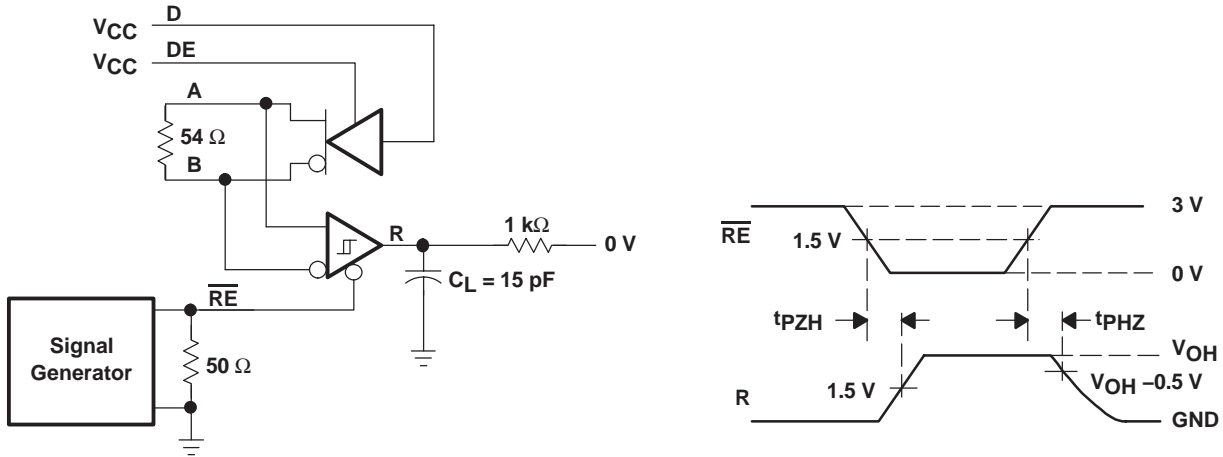 VCC D
VCC DE
A
54 Ω
B
R
1 kΩ
0 V
CL = 15 pF
RE
Signal
Generator
50 Ω
RE
3 V
1.5 V
0 V
tPZH
tPHZ
VOH
VOH −0.5 V
1.5 V
R
GND